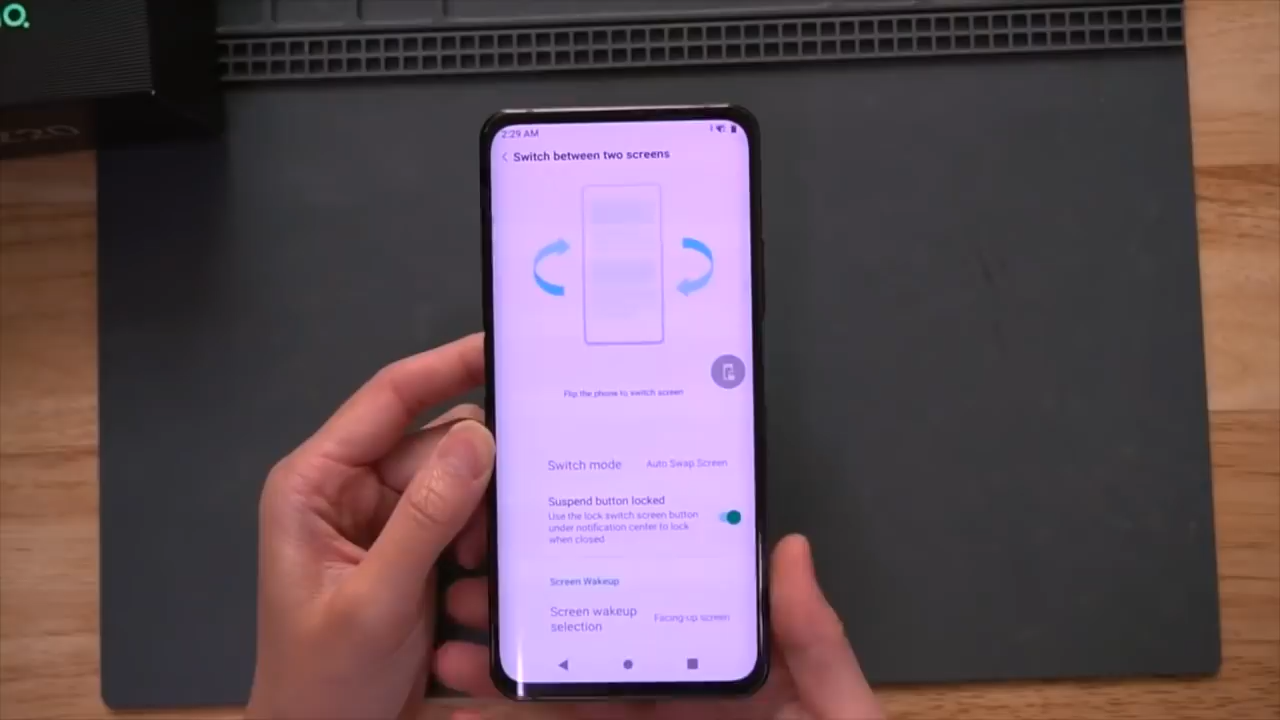 2:29 AM
Switch between two screens
Flip the phone to switch screen
Switch mode
Auto Swap Screen
Suspend button locked
Use the lock switch screen button
under notification center to lock
when closed
Screen Wakeup
Screen wakeup
selection
Facing up screen